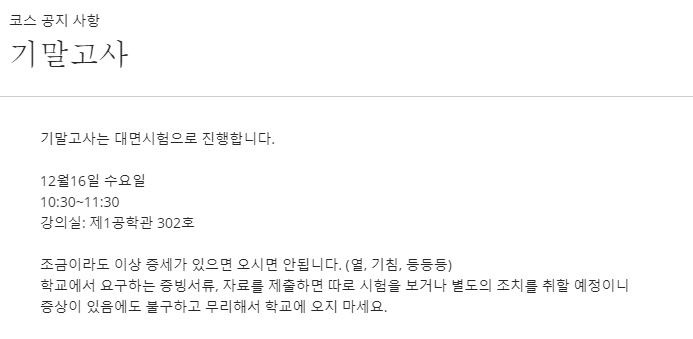 코스 공지 사항
기말고사
기말고사는 대면시험으로 진행합니다.
12월16일 수요일
10:30~11:30
강의실: 제1공학관 302호
조금이라도 이상 증세가 있으면 오시면 안됩니다. (열, 기침, 등등등)
학교에서 요구하는 증빙서류, 자료를 제출하면 따로 시험을 보거나 별도의 조치를 취할 예정이니
증상이 있음에도 불구하고 무리해서 학교에 오지 마세요.